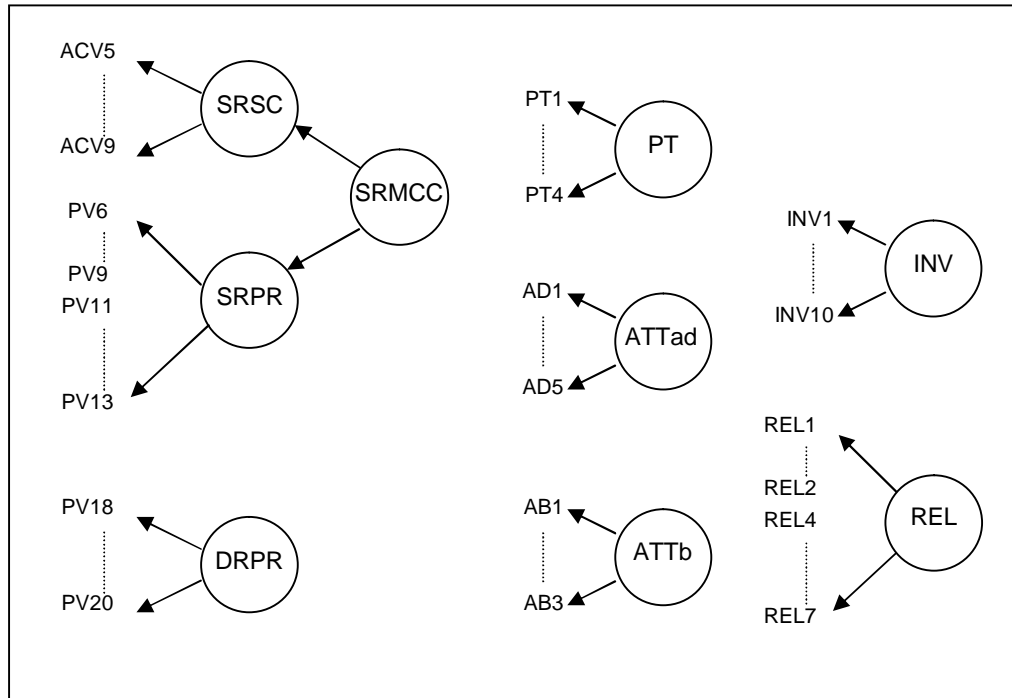 ACV5
SRSC
ACV9
SRMCC
PV6
PV9
SRPR
PV11
PV13
PV18
DRPR
PV20
PT1
PT
PT4
AD1
ATTad
AD5
AB1
ATTb
AB3
INV1
INV
INV10
REL1
REL2
REL
REL4
REL7